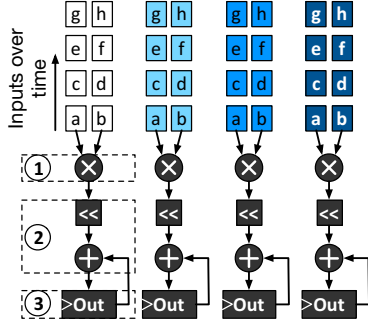 g h g h g h g h
e f e f e f e f
c d c d c d c d
a b a b a b a b
Inputs over
time
1
× × × ×
<< << << <<
2
+ + + +
3
>Out >Out >Out >Out